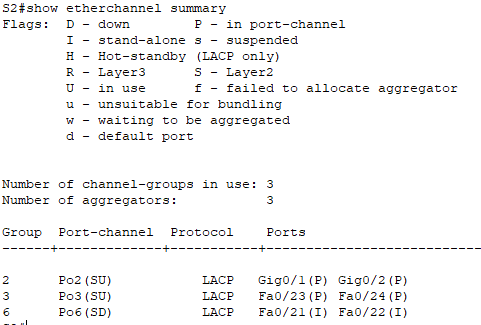 S2#show etherchannel summary
Flags:  D - down        P - in port-channel
        I - stand-alone s - suspended
        H - Hot-standby (LACP only)
        R - Layer3      S - Layer2
        U - in use      f - failed to allocate aggregator
        u - unsuitable for bundling
        w - waiting to be aggregated
        d - default port
Number of channel-groups in use: 3
Number of aggregators:           3
Group  Port-channel  Protocol    Ports
------+-------------+-----------+----------------------------
2      Po2(SU)           LACP   Gig0/1(P) Gig0/2(P)
3      Po3(SU)           LACP   Fa0/23(P) Fa0/24(P)
6      Po6(SD)           LACP   Fa0/21(I) Fa0/22(I)